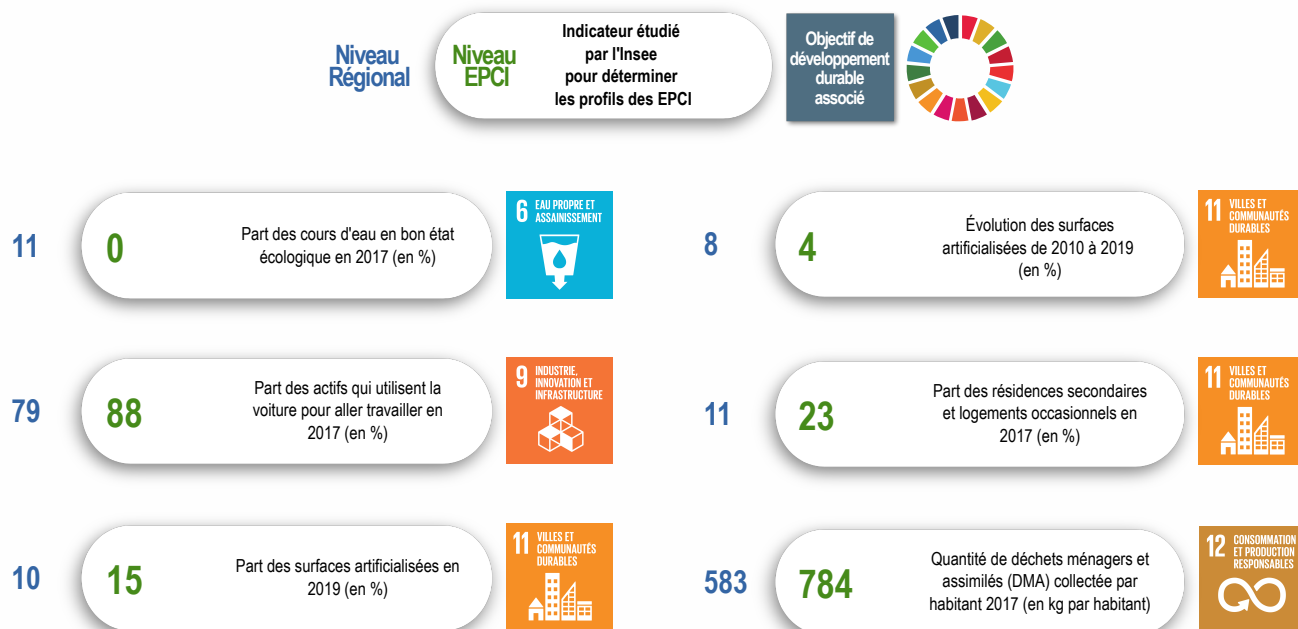 Niveau
Régional
Niveau
EPCI
Indicateur étudié
par l'Insee
pour déterminer
les profils des EPCI
Objectif de
développement
durable
associé
11
0
Part des cours d'eau en bon état
écologique en 2017 (en %)
6 EAU PROPRE ET
ASSAINISSEMENT
8
4
Évolution des surfaces
artificialisées de 2010 à 2019
(en %)
11 VILLES ET
COMMUNAUTÉS
DURABLES
79
88
Part des actifs qui utilisent la
voiture pour aller travailler en
2017 (en %)
9 INDUSTRIE,
INNOVATION ET
INFRASTRUCTURE
11
23
Part des résidences secondaires
et logements occasionnels en
2017 (en %)
11 VILLES ET
COMMUNAUTÉS
DURABLES
10
15
Part des surfaces artificialisées en
2019 (en %)
11 VILLES ET
COMMUNAUTÉS
DURABLES
583
784
Quantité de déchets ménagers et
assimilés (DMA) collectée par
habitant 2017 (en kg par habitant)
12 CONSOMMATION
ET PRODUCTION
RESPONSABLES